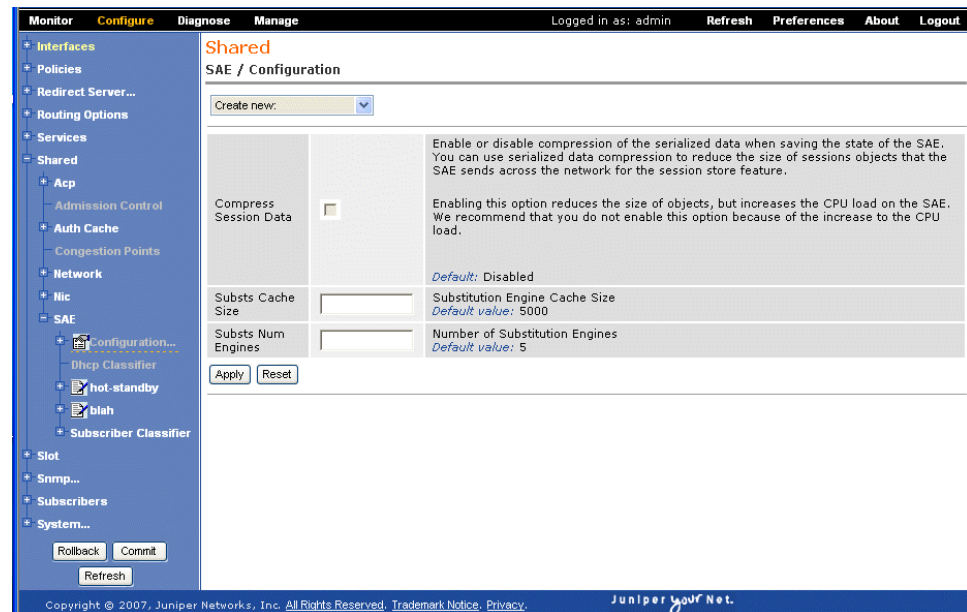 Monitor Configure Diagnose Manage Logged in as: admin Refresh Preferences About Logout
Interfaces
Policies
Redirect Server...
Routing Options
Services
Shared
Acp
Admission Control
Auth Cache
Congestion Points
Network
Nic
SAE
Configuration...
Dhcp Classifier
hot-standby
blah
Subscriber Classifier
Slot
Snmp...
Subscribers
System...
Rollback Commit
Refresh
Shared
SAE / Configuration
Create new:
Compress
Session Data
Enable or disable compression of the serialized data when saving the state of the SAE.
You can use serialized data compression to reduce the size of sessions objects that the
SAE sends across the network for the session store feature.
Enabling this option reduces the size of objects, but increases the CPU load on the SAE.
We recommend that you do not enable this option because of the increase to the CPU
load.
Default: Disabled
Substs Cache
Size
Substitution Engine Cache Size
Default value: 5000
Substs Num
Engines
Number of Substitution Engines
Default value: 5
Apply Reset
Copyright © 2007, Juniper Networks, Inc. All Rights Reserved. Trademark Notice. Privacy. Juniper your Net.